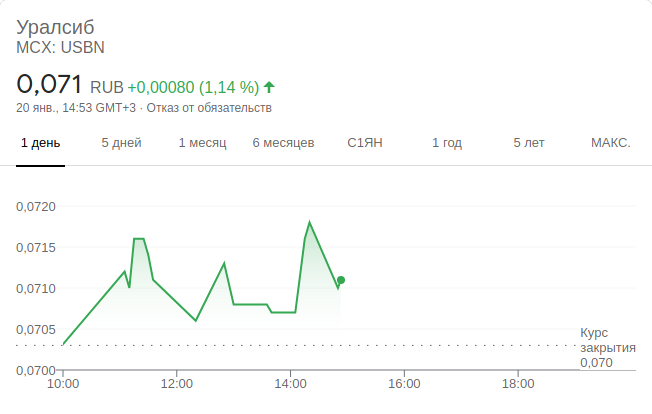 Уралсиб
MCX: USBN
0,071 RUB +0,00080 (1,14 %)
20 янв., 14:53 GMT+3 · Отказ от обязательств
1 день 5 дней 1 месяц 6 месяцев С1ЯН 1 год 5 лет МАКС.
0,0720
0,0715
0,0710
0,0705
Курс
закрытия
0,070
0,0700
10:00 12:00 14:00 16:00 18:00